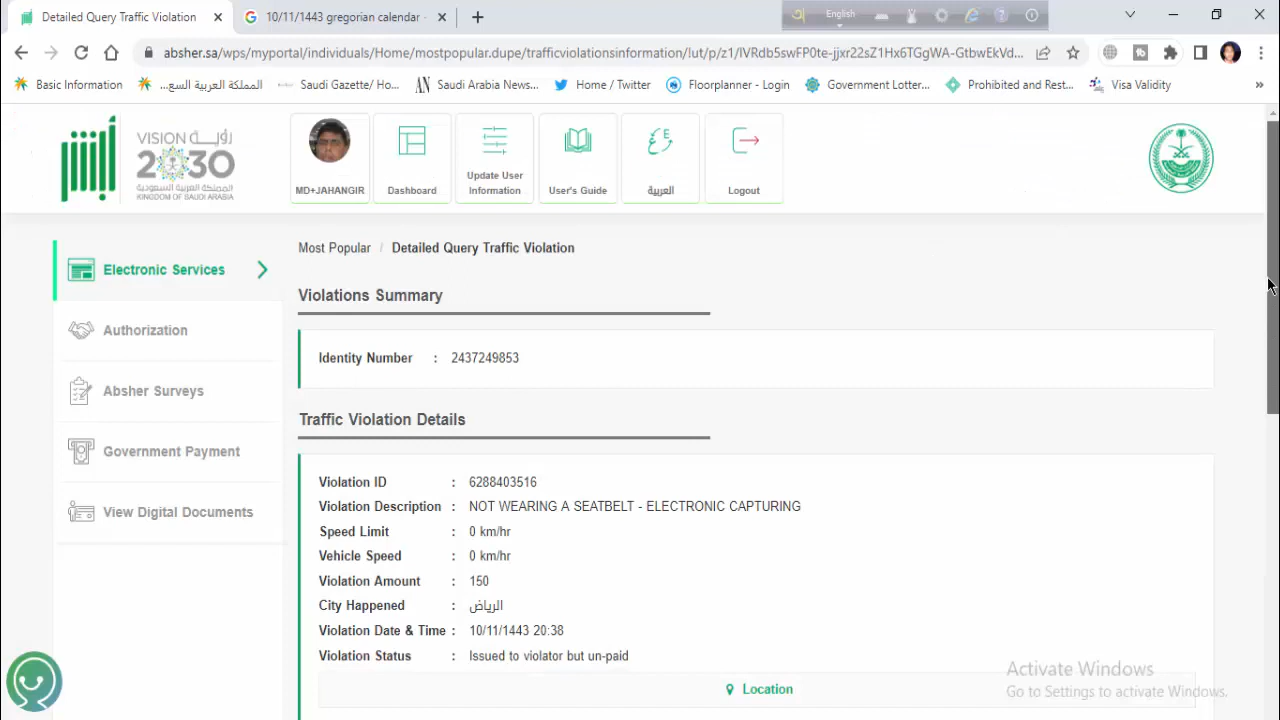 Detailed Query Traffic Violation
10/11/1443 gregorian calendar -
English
absher.sa/wps/myportal/individuals/Home/mostpopular.dupe/trafficviolationsinformation/lut/p/z1/lVRdb5swFP0te-jjxr22sZ1Hx6TGgWA-GtbwEkVd...
Basic Information
المملكة العربية السع...
Saudi Gazette/ Ho...
Saudi Arabia News...
Home / Twitter
Floorplanner - Login
Government Lotter...
Prohibited and Rest...
Visa Validity
»
أبشر
VISION رؤيــة
2030
المملكة العربية السعودية
KINGDOM OF SAUDI ARABIA
MD+JAHANGIR
Dashboard
Update User
Information
User's Guide
العربية
Logout
Electronic Services
Authorization
Absher Surveys
Government Payment
View Digital Documents
Most Popular / Detailed Query Traffic Violation
Violations Summary
Identity Number : 2437249853
Traffic Violation Details
Violation ID : 6288403516
Violation Description : NOT WEARING A SEATBELT - ELECTRONIC CAPTURING
Speed Limit : 0 km/hr
Vehicle Speed : 0 km/hr
Violation Amount : 150
City Happened : الرياض
Violation Date & Time : 10/11/1443 20:38
Violation Status : Issued to violator but un-paid
Location
Activate Windows
Go to Settings to activate Windows.